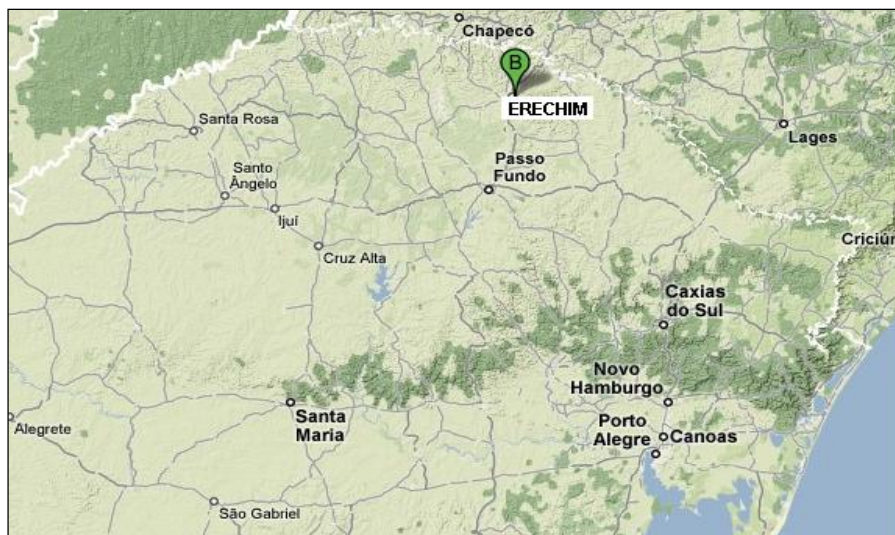 Chapecó
B
ERECHIM
Santa Rosa
Lages
Passo
Fundo
Santo
Ângelo
Ijuí
Criciún
Cruz Alta
Caxias
do Sul
Novo
Hamburgo
Santa
Maria
Alegrete
Porto
Alegre
Canoas
São Gabriel